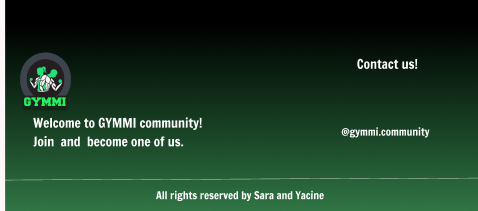 Contact us!
GYMMI
Welcome to GYMMI community!
Join and become one of us.
@gymmi.community
All rights reserved by Sara and Yacine